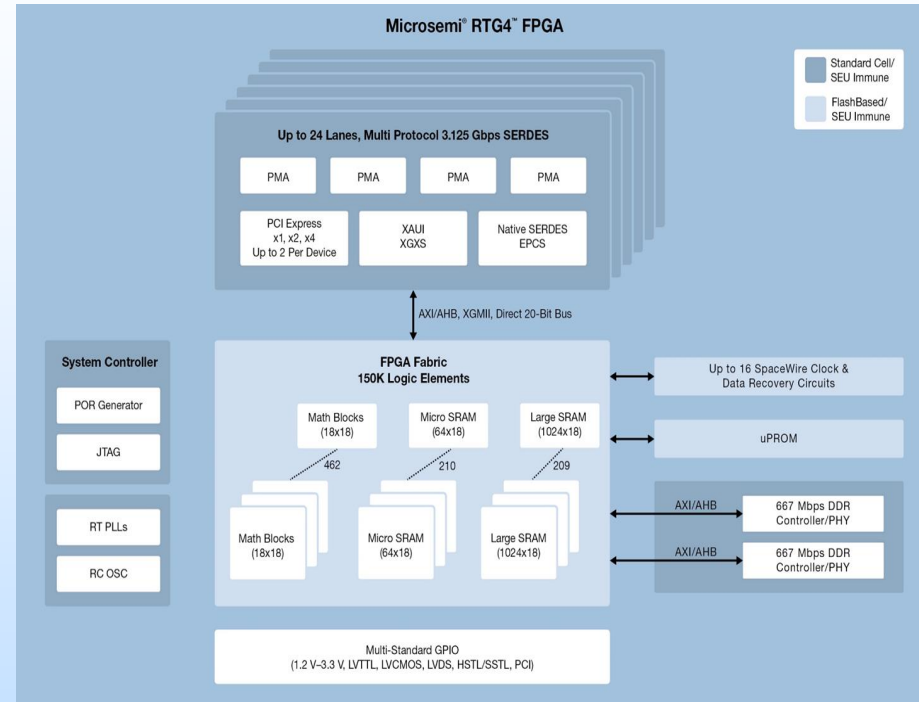 Microsemi® RTG4™ FPGA
Standard Cell/
SEU Immune
FlashBased/
SEU Immune
Up to 24 Lanes, Multi Protocol 3.125 Gbps SERDES
PMA
PMA
PMA
PMA
PCI Express
x1, x2, x4
Up to 2 Per Device
XAUI
XGXS
Native SERDES
EPCS
AXI/AHB, XGMII, Direct 20-Bit Bus
System Controller
POR Generator
JTAG
RT PLLs
RC OSC
FPGA Fabric
150K Logic Elements
Math Blocks
(18x18)
Micro SRAM
(64x18)
Large SRAM
(1024x18)
462
210
209
Math Blocks
(18x18)
Micro SRAM
(64x18)
Large SRAM
(1024x18)
Up to 16 SpaceWire Clock &
Data Recovery Circuits
uPROM
AXI/AHB
667 Mbps DDR
Controller/PHY
AXI/AHB
667 Mbps DDR
Controller/PHY
Multi-Standard GPIO
(1.2 V–3.3 V, LVTTL, LVCMOS, LVDS, HSTL/SSTL, PCI)